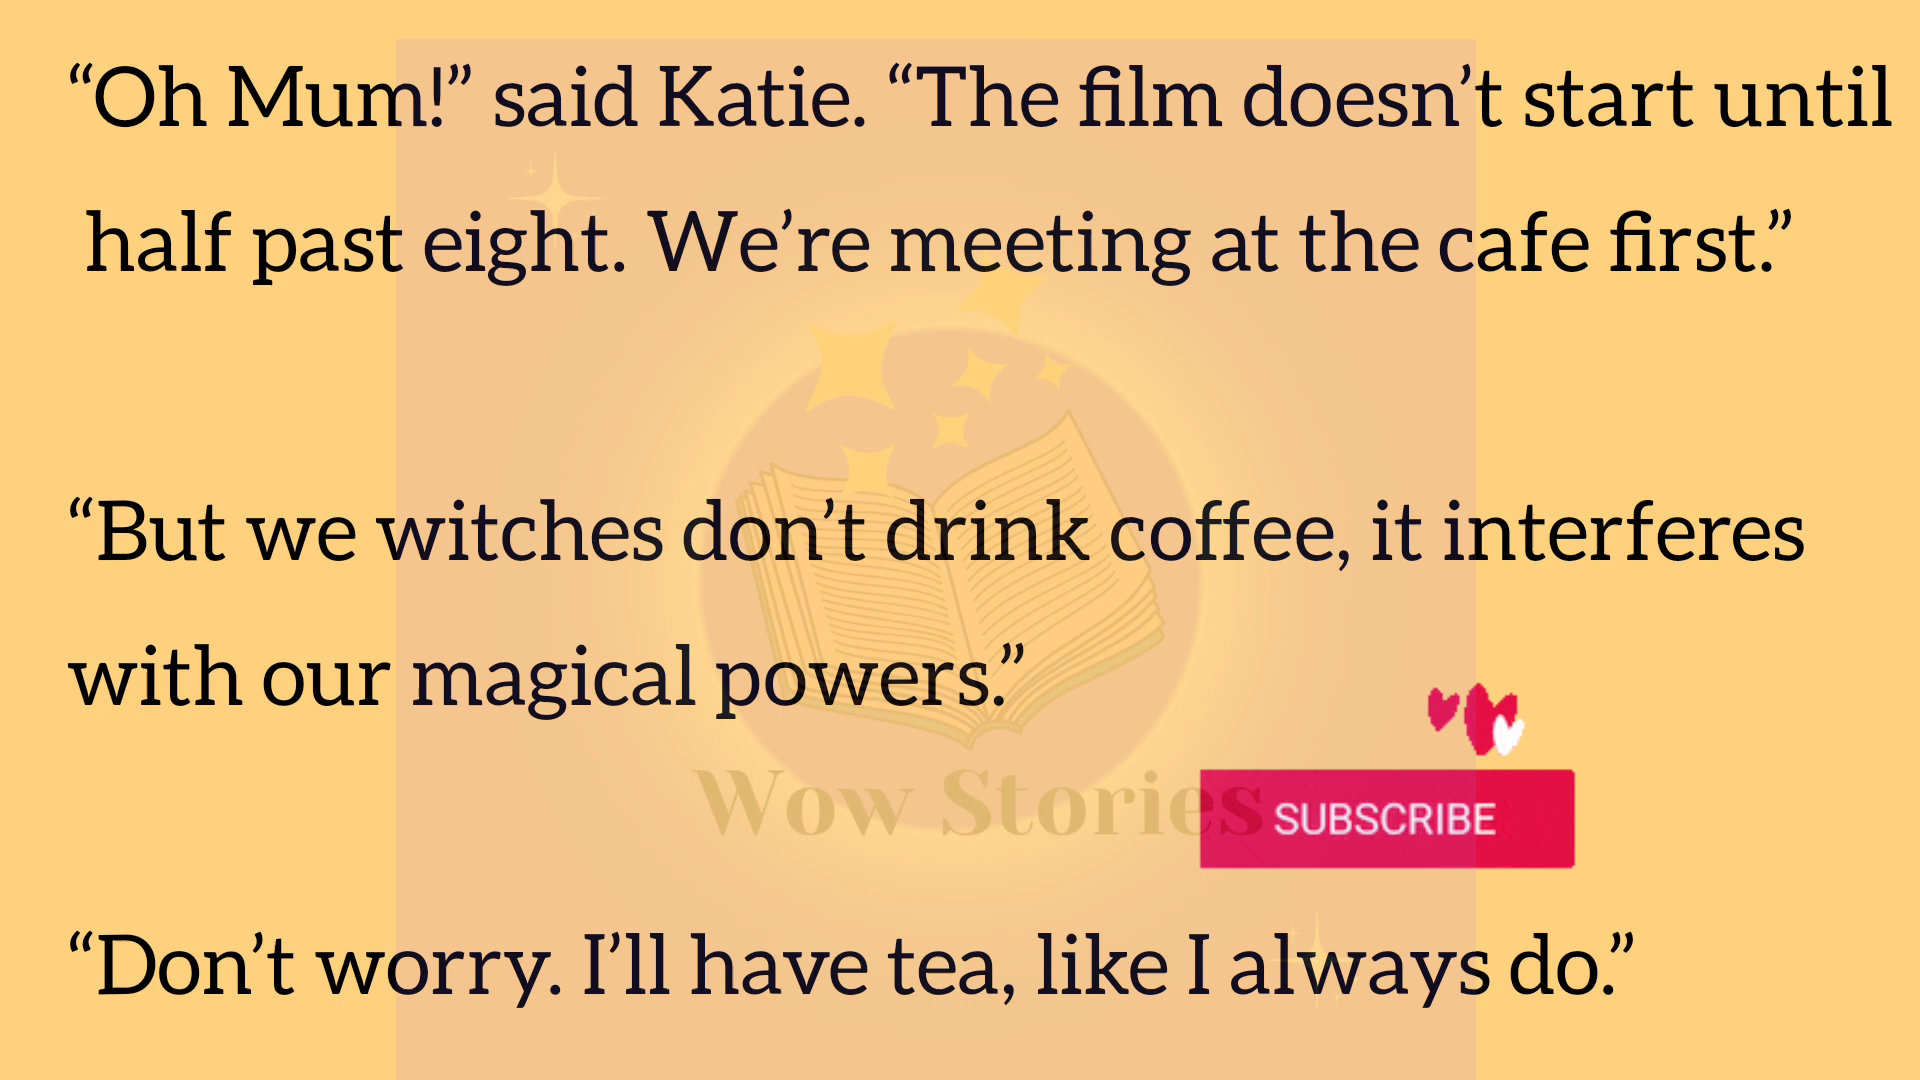 “Oh Mum!” said Katie. “The film doesn’t start until
half past eight. We’re meeting at the cafe first.”
“But we witches don’t drink coffee, it interferes
with our magical powers.”
Wow Stories
SUBSCRIBE
“Don’t worry. I’ll have tea, like I always do.”